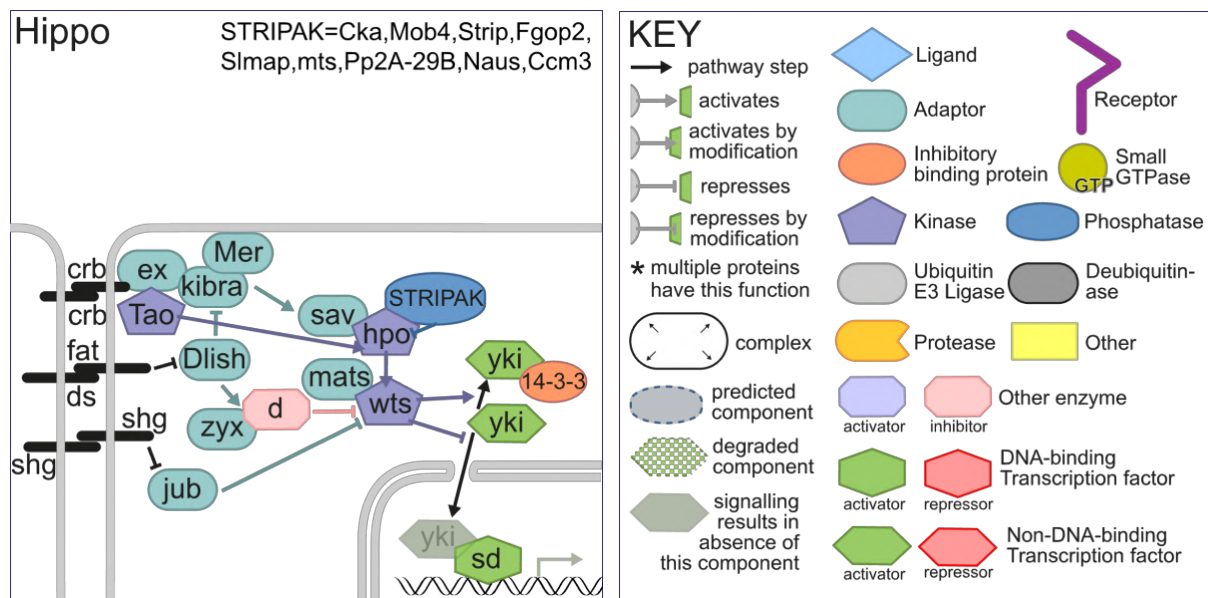 Hippo
STRIPAK=Cka,Mob4,Strip,Fgop2,
Slmap,mts,Pp2A-29B,Naus,Ccm3
crb
ex
Mer
kibra
crb
Tao
sav
STRIPAK
hpo
fat
Dlish
ds
mats
yki
14-3-3
wts
d
zyx
yki
shg
shg
jub
yki
sd
KEY
pathway step
activates
activates by
modification
represses
represses by
modification
* multiple proteins
have this function
complex
predicted
component
degraded
component
signalling
results in
absence of
this component
Ligand
Adaptor
Inhibitory
binding protein
Kinase
Ubiquitin
E3 Ligase
Protease
activator
inhibitor
Other enzyme
activator
repressor
DNA-binding
Transcription factor
activator
repressor
Non-DNA-binding
Transcription factor
Receptor
GTP
Small
GTPase
Phosphatase
Deubiquitin-
ase
Other